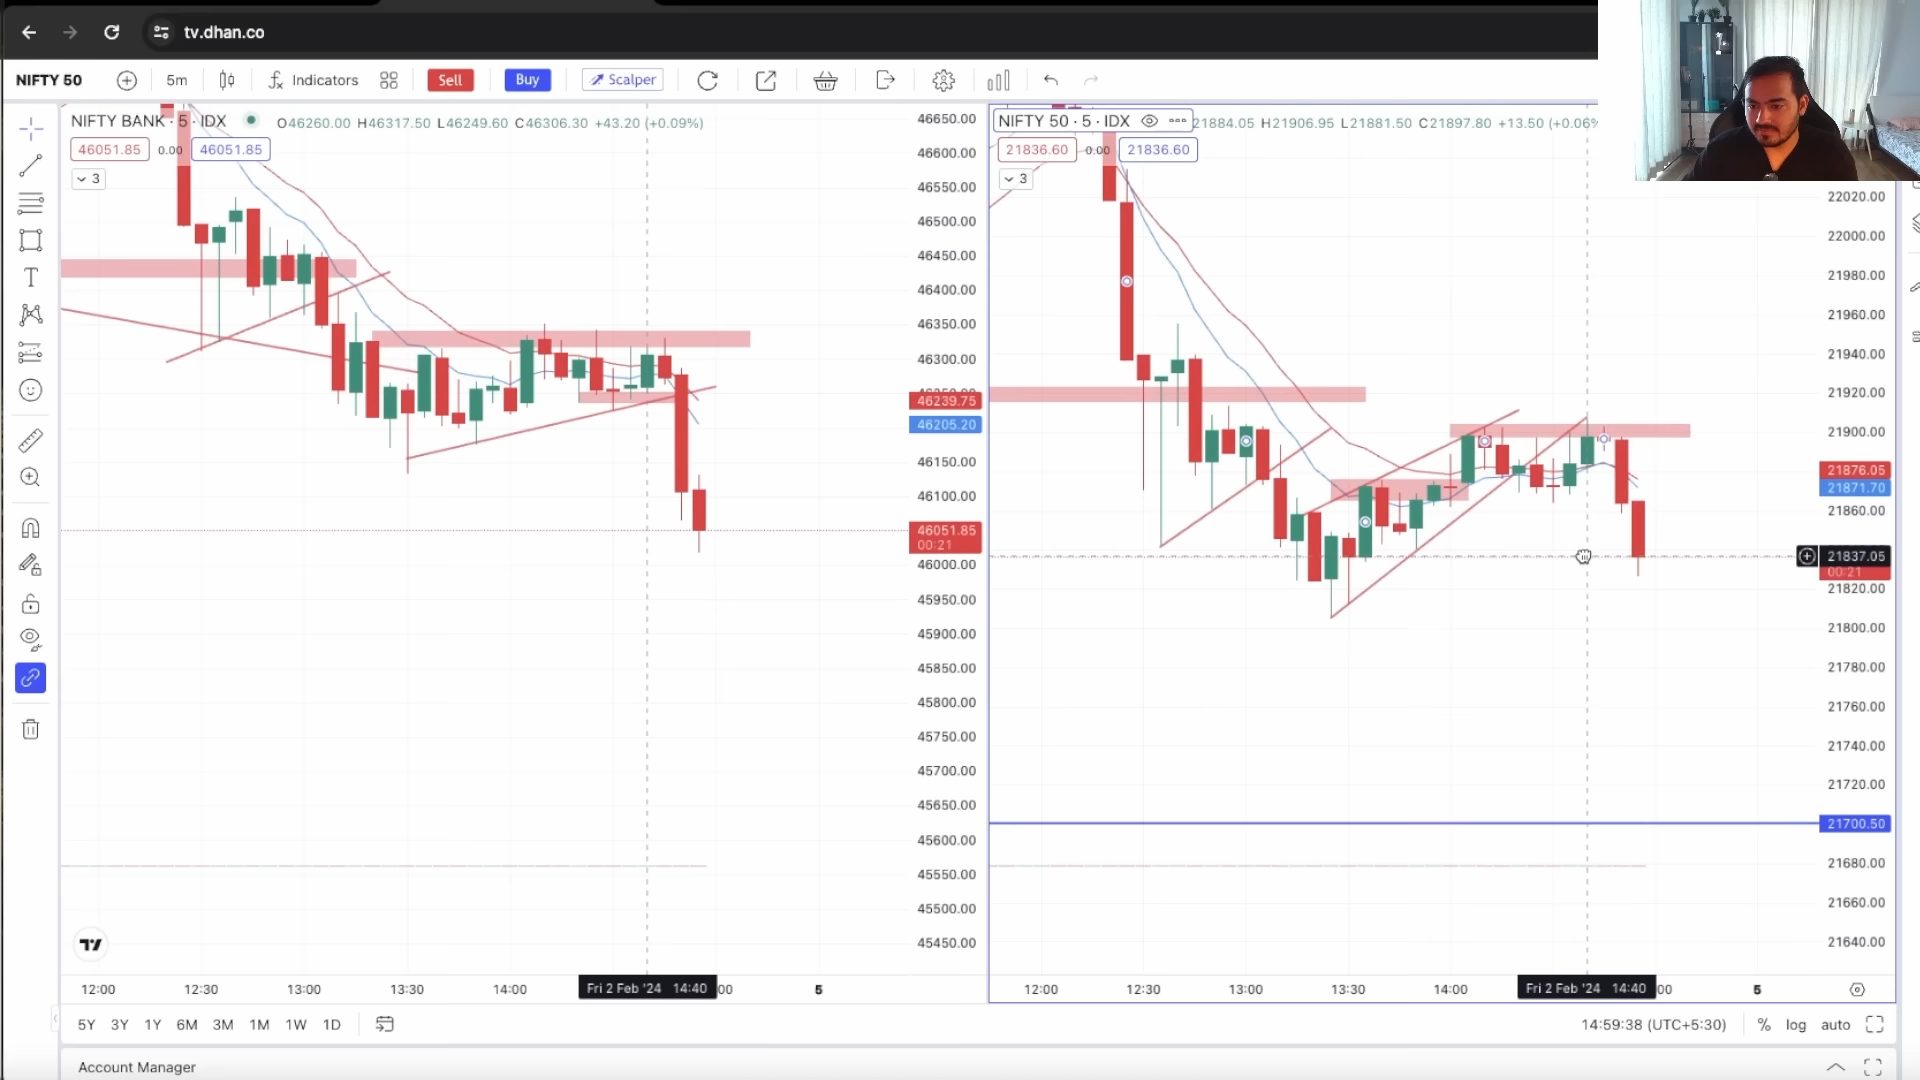 tv.dhan.co
NIFTY 50
5m
Indicators
Sell
Buy
Scalper
NIFTY BANK · 5 · IDX
O46260.00 H46317.50 L46249.60 C46306.30 +43.20 (+0.09%)
46051.85 0.00 46051.85
3
46650.00
46600.00
46550.00
46500.00
46450.00
46400.00
46350.00
46300.00
46239.75
46205.20
46150.00
46100.00
46051.85
00:21
46000.00
45950.00
45900.00
45850.00
45800.00
45750.00
45700.00
45650.00
45600.00
45550.00
45500.00
45450.00
12:00 12:30 13:00 13:30 14:00 Fri 2 Feb '24 14:40 00 5
NIFTY 50 · 5 · IDX
21884.05 H21906.95 L21881.50 C21897.80 +13.50 (+0.06%
21836.60 0.00 21836.60
3
22020.00
22000.00
21980.00
21960.00
21940.00
21920.00
21900.00
21876.05
21871.70
21860.00
21837.05
00:21
21820.00
21800.00
21780.00
21760.00
21740.00
21720.00
21700.50
21680.00
21660.00
21640.00
12:00 12:30 13:00 13:30 14:00 Fri 2 Feb '24 14:40 00 5
5Y 3Y 1Y 6M 3M 1M 1W 1D
14:59:38 (UTC+5:30) % log auto
Account Manager